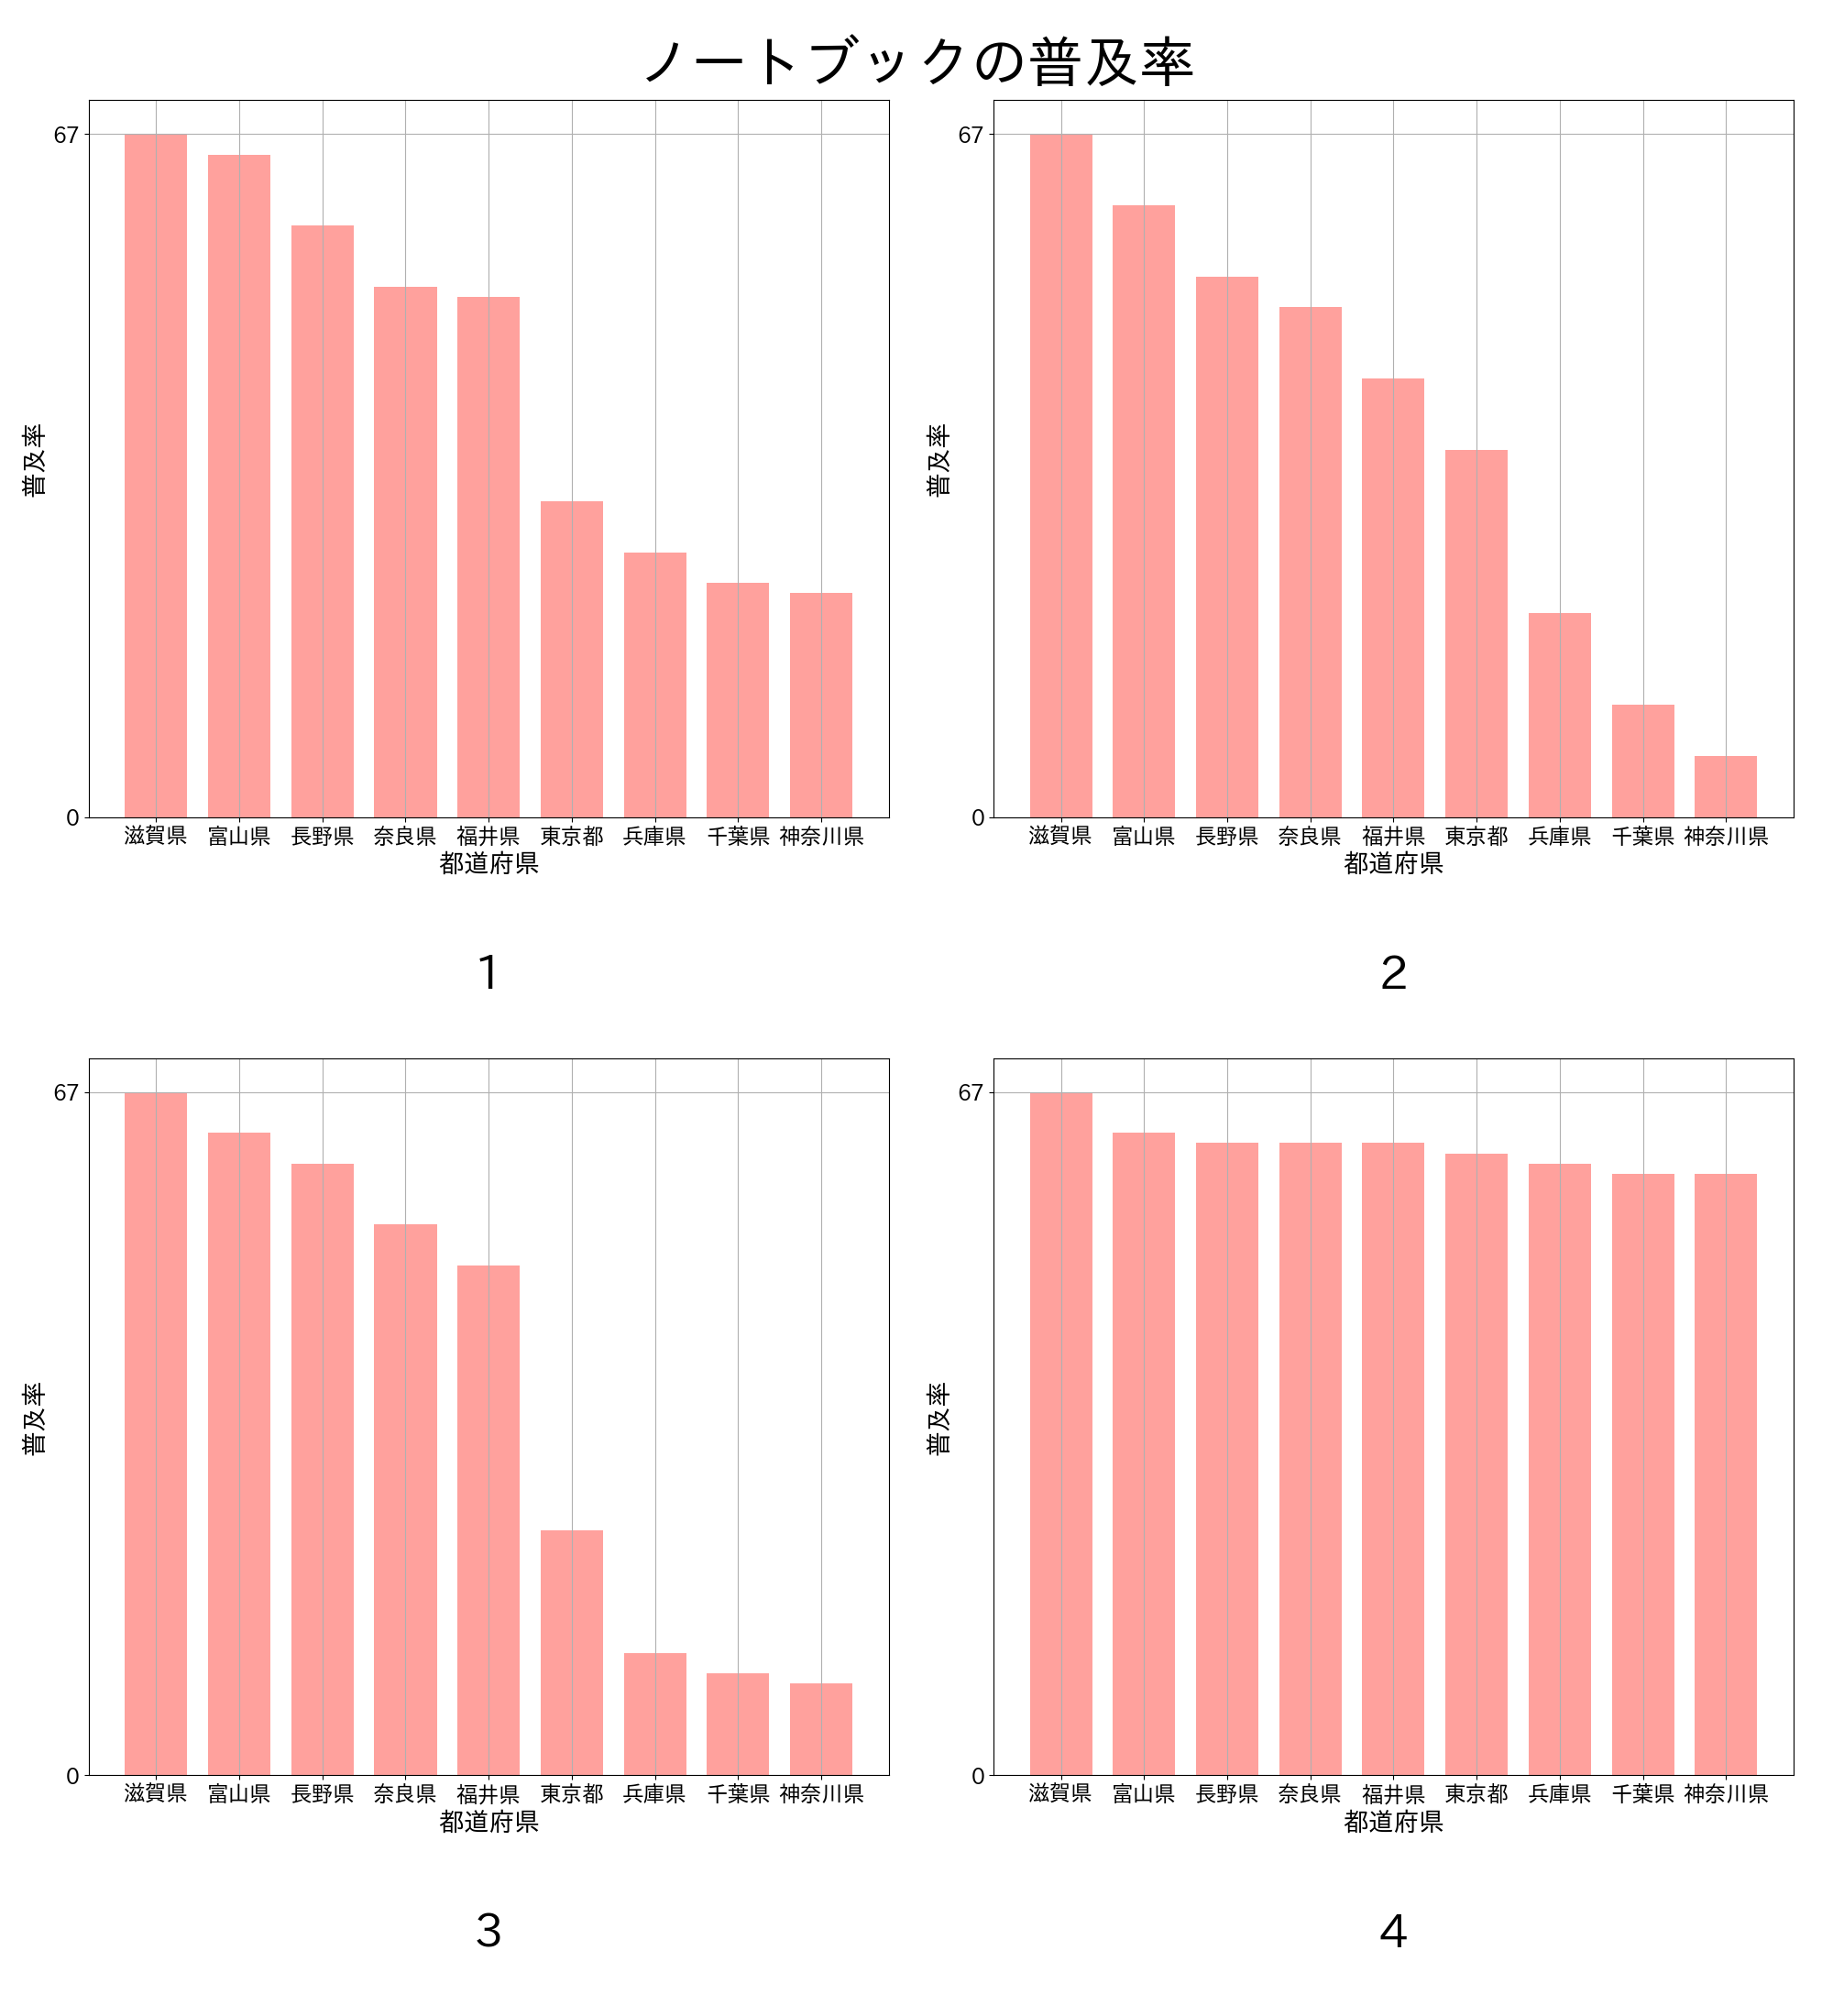 ノートブックの普及率
67
0
普及率
滋賀県 富山県 長野県 奈良県 福井県 東京都 兵庫県 千葉県 神奈川県
都道府県
1
67
0
普及率
滋賀県 富山県 長野県 奈良県 福井県 東京都 兵庫県 千葉県 神奈川県
都道府県
2
67
0
普及率
滋賀県 富山県 長野県 奈良県 福井県 東京都 兵庫県 千葉県 神奈川県
都道府県
3
67
0
普及率
滋賀県 富山県 長野県 奈良県 福井県 東京都 兵庫県 千葉県 神奈川県
都道府県
4